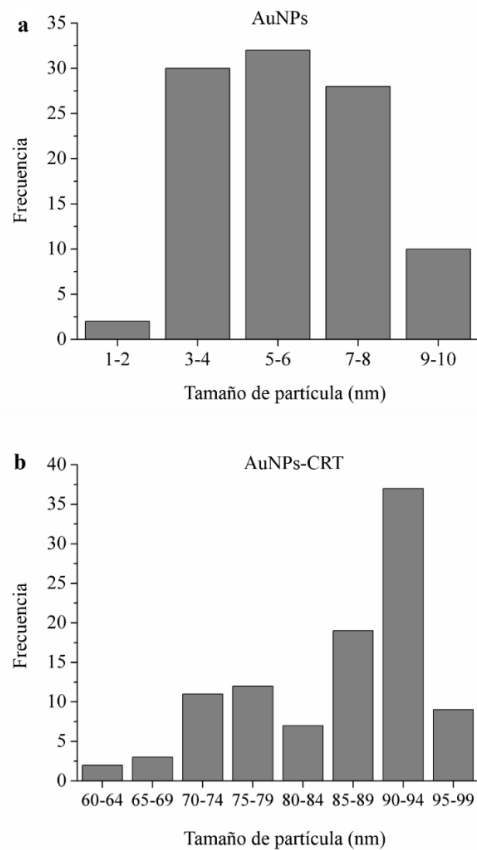 a
AuNPs
Frecuencia
35
30
25
20
15
10
5
0
1-2 3-4 5-6 7-8 9-10
Tamaño de partícula (nm)
b
AuNPs-CRT
Frecuencia
40
35
30
25
20
15
10
5
0
60-64 65-69 70-74 75-79 80-84 85-89 90-94 95-99
Tamaño de partícula (nm)